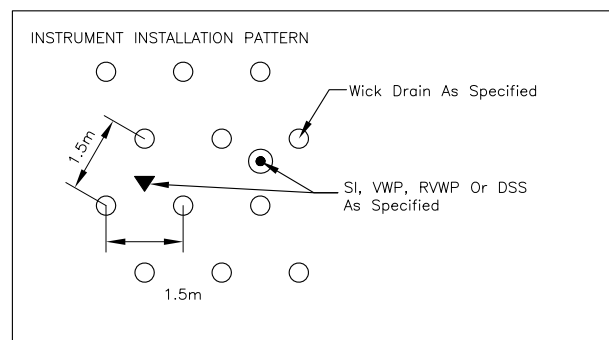 INSTRUMENT INSTALLATION PATTERN
Wick Drain As Specified
1.5m
SI, VWP, RVWP Or DSS
As Specified
1.5m